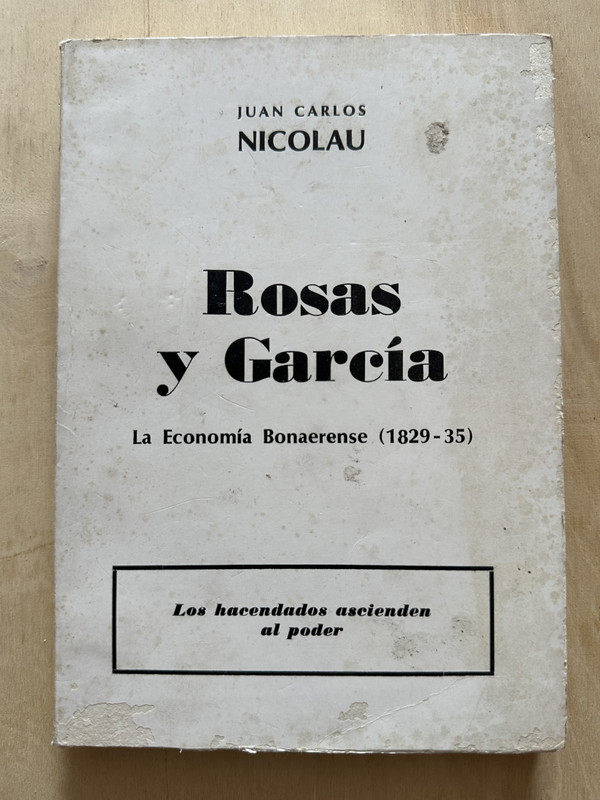 JUAN CARLOS
NICOLAU
Rosas
y García
La Economía Bonaerense (1829-35)
Los hacendados ascienden
al poder